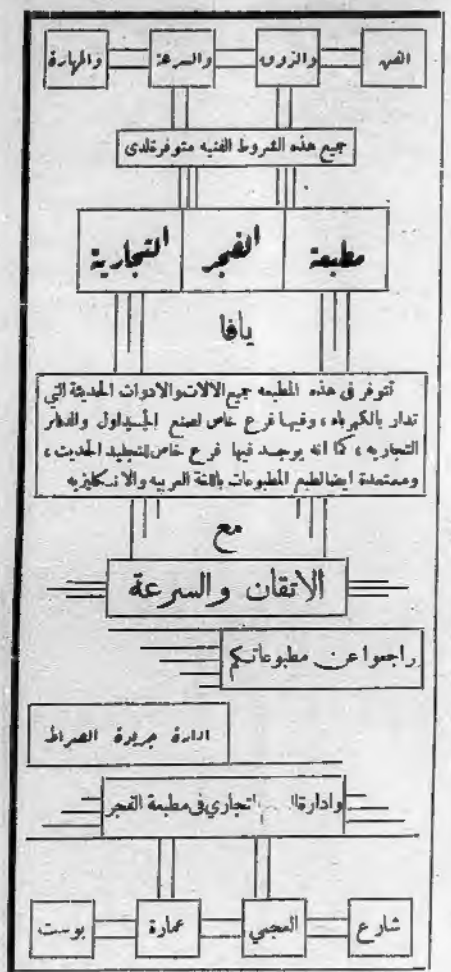 الفن والذوق والسرعة والمهارة
جميع هذه الشروط الفنيه متوفرةلدى
مطبعة الفجر التجارية
يافا
تتوفر في هذه المطبعه جميع الالات والادوات الحديثة التي
تدار بالكهرباء ، وفيها فرع خاص لصنع الجداول والدفاتر
التجاريه ، كما انه يوجد فيها فرع خاص للتجليد الحديث ،
ومستعدة ايضا لطبع المطبوعات باللغة العربيه والانكليزيه
مع
الاتقان والسرعة
راجعوا عن مطبوعاتكم
ادارة جريدة الصراط
وادارة التجاري في مطبعة الفجر
شارع العجمي عمارة بوست